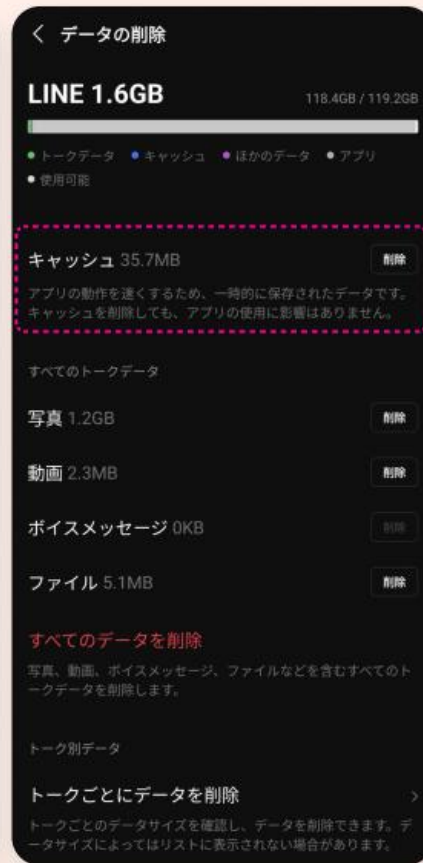 データの削除
LINE 1.6GB
118.4GB / 119.2GB
トークデータ キャッシュ ほかのデータ アプリ
使用可能
キャッシュ 35.7MB
削除
アプリの動作を速くするため、一時的に保存されたデータです。
キャッシュを削除しても、アプリの使用に影響はありません。
すべてのトークデータ
写真 1.2GB
削除
動画 2.3MB
削除
ボイスメッセージ 0KB
削除
ファイル 5.1MB
削除
すべてのデータを削除
写真、動画、ボイスメッセージ、ファイルなどを含むすべてのト
ークデータを削除します。
トーク別データ
トークごとにデータを削除
トークごとのデータサイズを確認し、データを削除できます。デ
ータサイズによってはリストに表示されない場合があります。